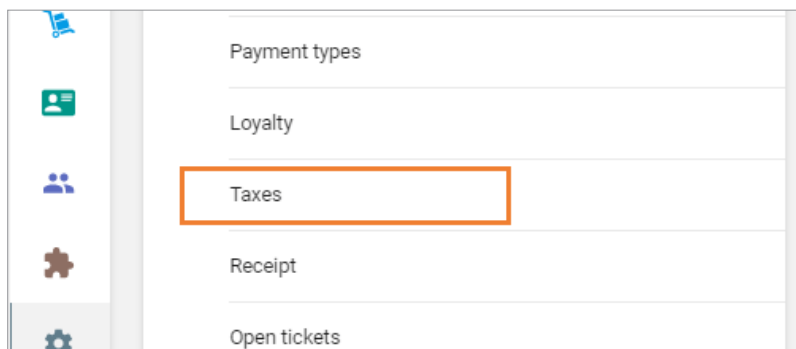 Payment types
Loyalty
Taxes
Receipt
Open tickets